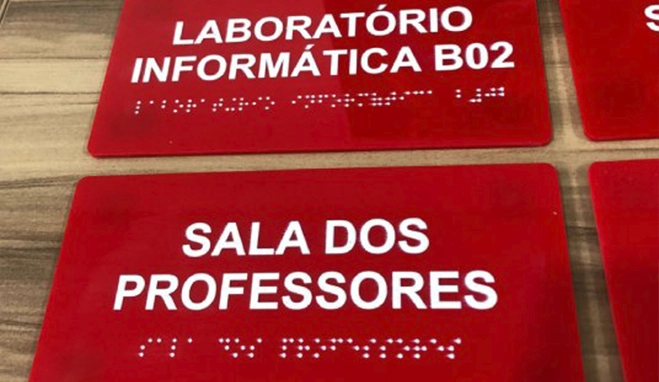 LABORATÓRIO
INFORMÁTICA B02
SALA DOS
PROFESSORES
S